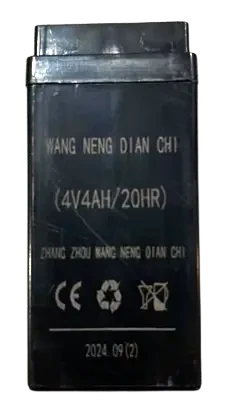 WANG NENG DIAN CHI
(4V4AH/20HR)
ZHANG ZHOU WANG NENG DIAN CHI
CE
2024.09(2)